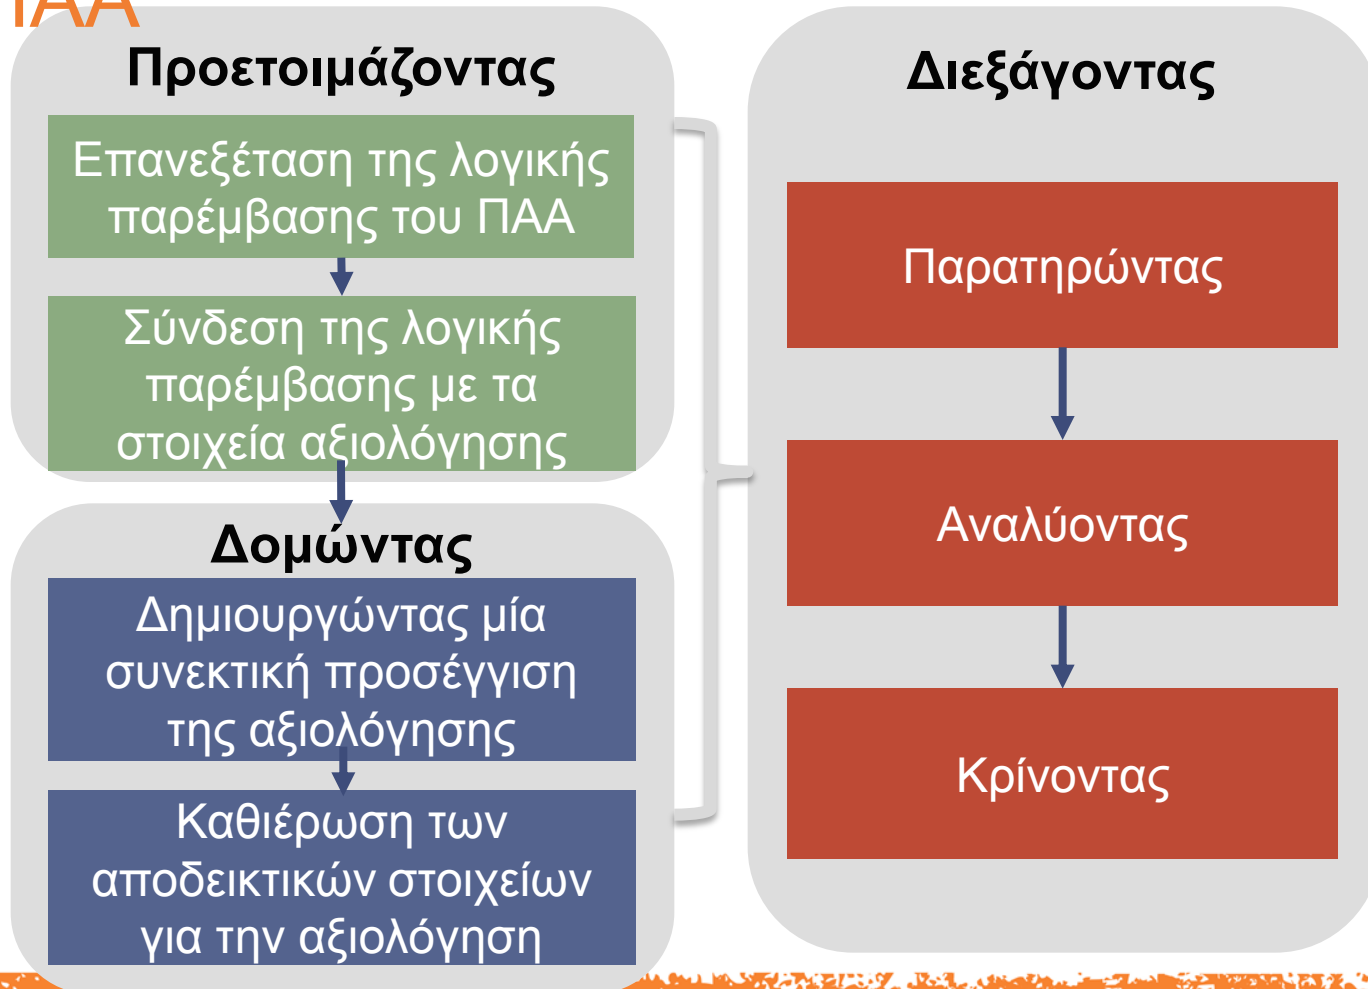 ΠΑΑ
Προετοιμάζοντας
Επανεξέταση της λογικής
παρέμβασης του ΠΑΑ
Σύνδεση της λογικής
παρέμβασης με τα
στοιχεία αξιολόγησης
Δομώντας
Δημιουργώντας μία
συνεκτική προσέγγιση
της αξιολόγησης
Καθιέρωση των
αποδεικτικών στοιχείων
για την αξιολόγηση
Διεξάγοντας
Παρατηρώντας
Αναλύοντας
Κρίνοντας